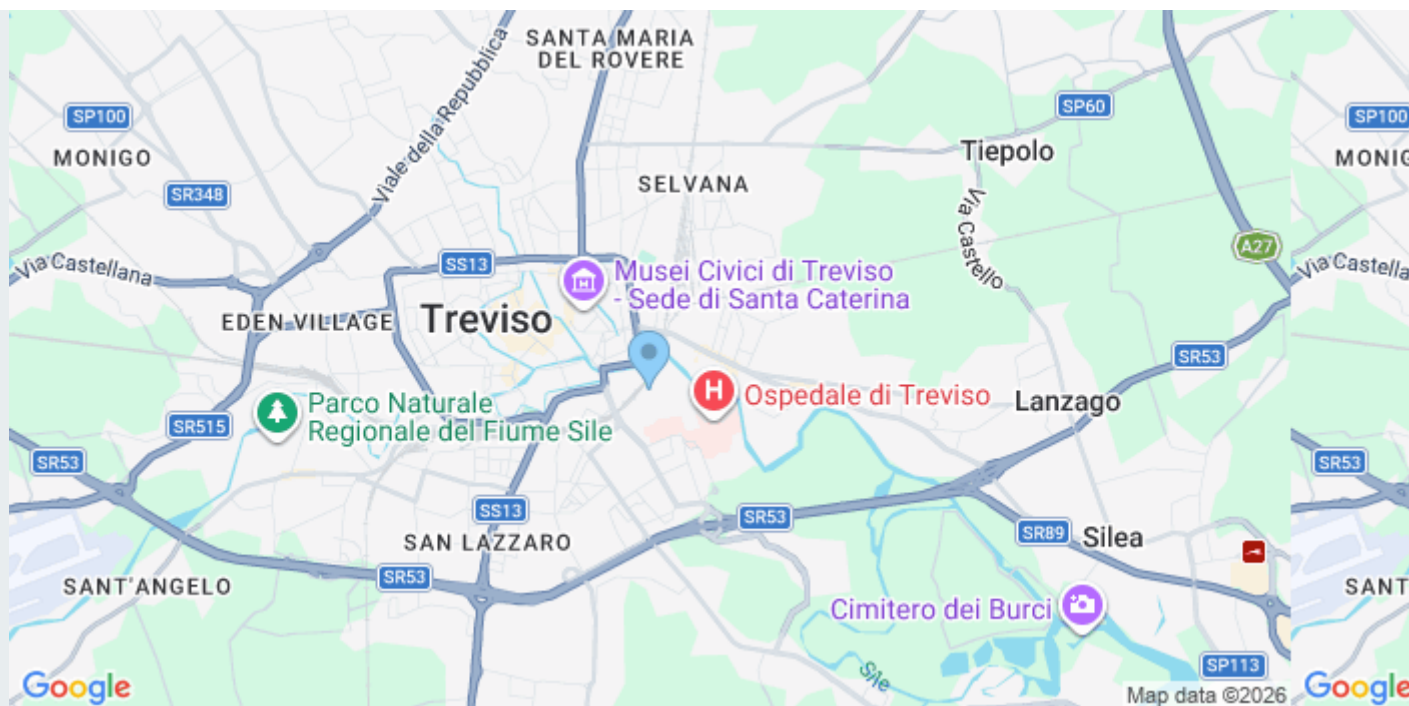 SANTA MARIA
DEL ROVERE
SP100
MONIGO
SR348
Viale della Repubblica
SELVANA
SP60
Tiepolo
Via Castello
A27
SP100
MONIG
Via Castellana
SS13
Musei Civici di Treviso
- Sede di Santa Caterina
Via Castella
EDEN VILLAGE
Treviso
SR53
Parco Naturale
Regionale del Fiume Sile
Ospedale di Treviso
Lanzago
SR515
SR53
SR53
SS13
SR53
SR89
Silea
SAN LAZZARO
SR53
SANT'ANGELO
SANT
Cimitero dei Burci
Sile
SP113
Google
Map data ©2026
Google